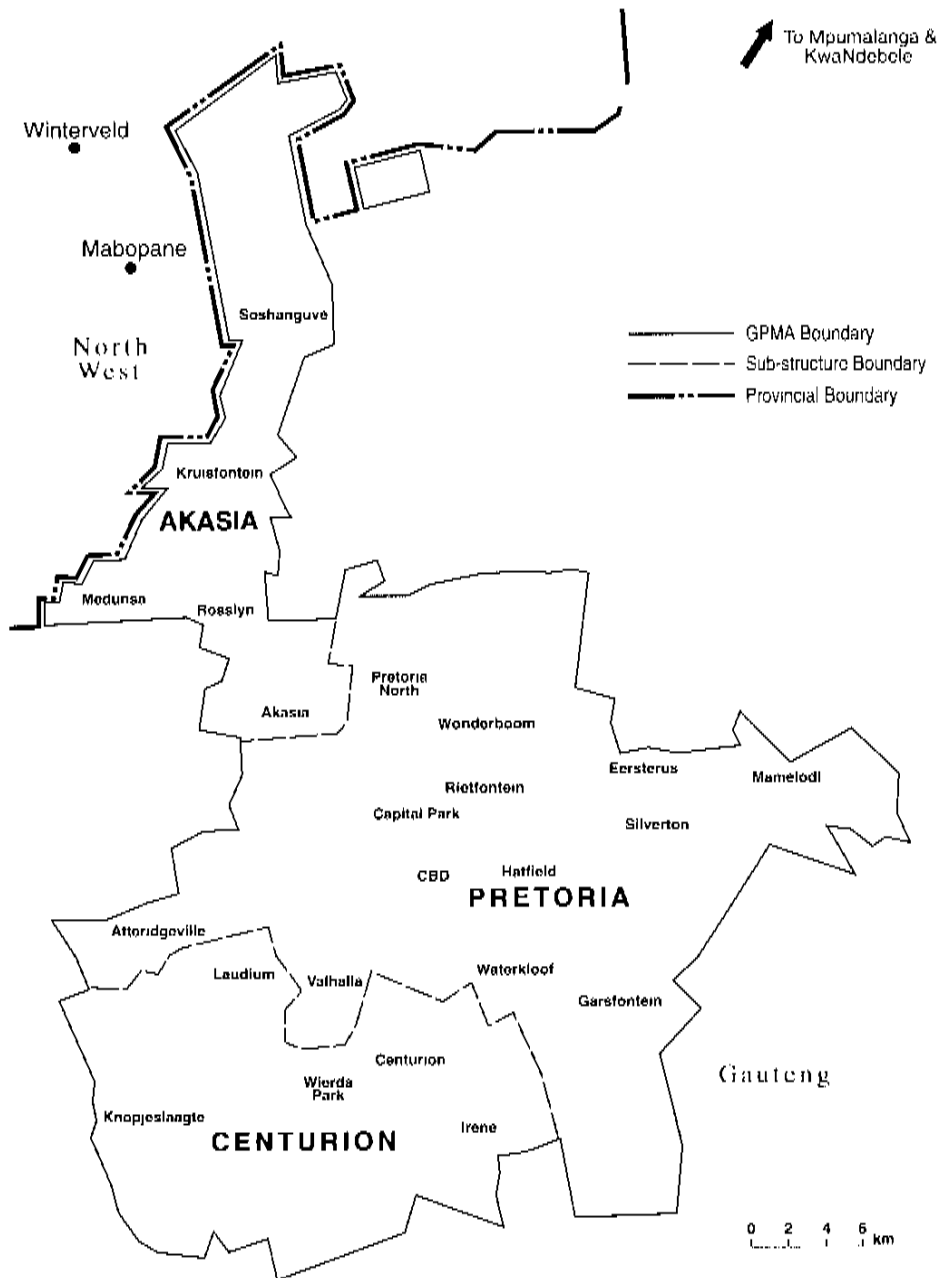 To Mpumalanga &
KwaNdebele
Winterveld
Mabopane
Soshanguve
North
West
GPMA Boundary
Sub-structure Boundary
Provincial Boundary
Kruisfontein
AKASIA
Medunsa
Rosslyn
Pretoria
North
Akasia
Wonderboom
Eersterus
Mamelodi
Rietfontein
Capital Park
Silverton
CBD
Hatfield
PRETORIA
Atteridgeville
Laudium
Valhalla
Waterkloof
Garsfontein
Centurion
Gauteng
Wierda
Park
Knopjeslaagte
Irene
CENTURION
0 2 4 6
km